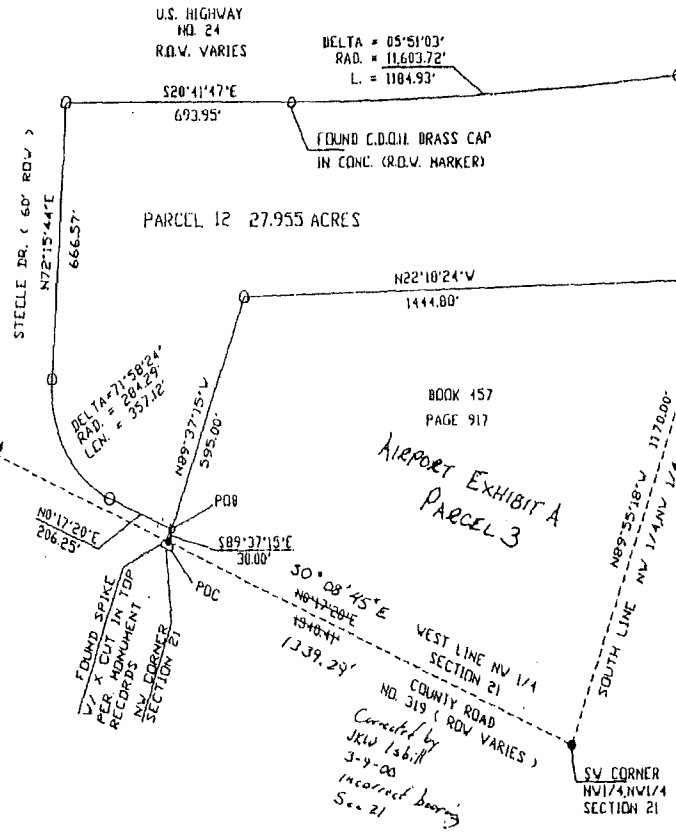 U.S. HIGHWAY
NO. 24
R.O.W. VARIES
DELTA = 05°51'03"
RAD. = 11,603.72'
L. = 1184.93'
S20°41'47"E
693.95'
FOUND C.D.O.H. BRASS CAP
IN CONC. (R.O.W. MARKER)
STEELE DR. ( 60' ROW )
N72°15'44"E
666.57'
PARCEL 12 27.955 ACRES
N22°10'24"W
1444.80'
DELTA=71°58'24"
RAD. = 284.29'
LEN. = 357.12'
N89°37'15"W
595.00'
BOOK 457
PAGE 917
AIRPORT EXHIBIT A
PARCEL 3
N89°55'18"W 1170.00'
SOUTH LINE NW 1/4,NW 1/4
N0°17'20"E
206.25'
POB
S89°37'15"E
30.00'
POC
FOUND SPIKE
W/ X CUT IN TOP
PER MONUMENT
RECORDS
NW CORNER
SECTION 21
S0°08'45"E
N0°17'20"E
1340.41'
1339.29'
WEST LINE NW 1/4
SECTION 21
COUNTY ROAD
NO. 319 ( ROW VARIES )
Corrected by
JKW
3-9-00
incorrect bearing
Sec 21
SW CORNER
NW1/4,NW1/4
SECTION 21